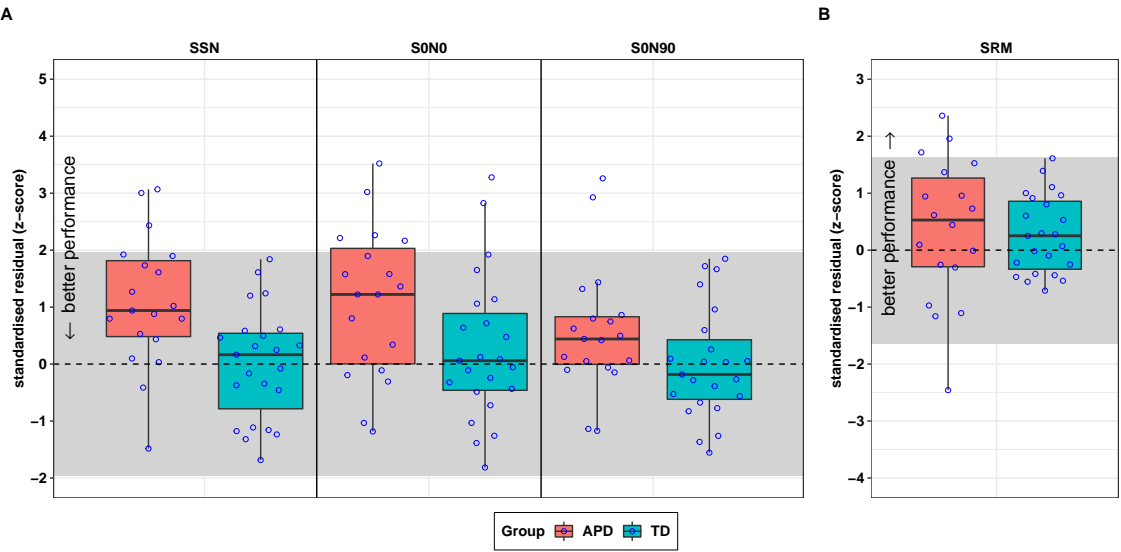 A
B
SSN
S0N0
S0N90
SRM
standardised residual (z−score)
5
4
3
2
1
0
−1
−2
← better performance
standardised residual (z−score)
3
2
1
0
−1
−2
−3
−4
better performance →
Group APD TD